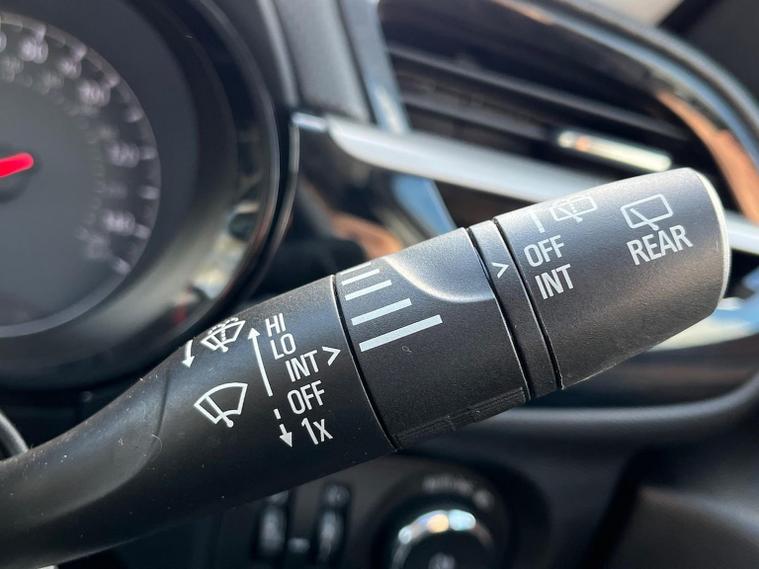 HI
LO
INT
OFF
1x
OFF
INT
REAR